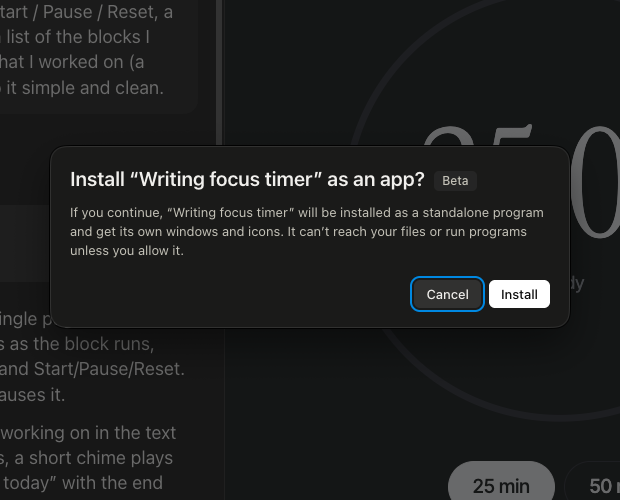 tart / Pause / Reset, a
list of the blocks I
hat I worked on (a
it simple and clean.
25:0
Install “Writing focus timer” as an app? Beta
If you continue, “Writing focus timer” will be installed as a standalone program
and get its own windows and icons. It can’t reach your files or run programs
unless you allow it.
dy
Cancel Install
ingle p
s as the block runs,
and Start/Pause/Reset.
auses it.
working on in the text
s, a short chime plays
today” with the end
25 min
50